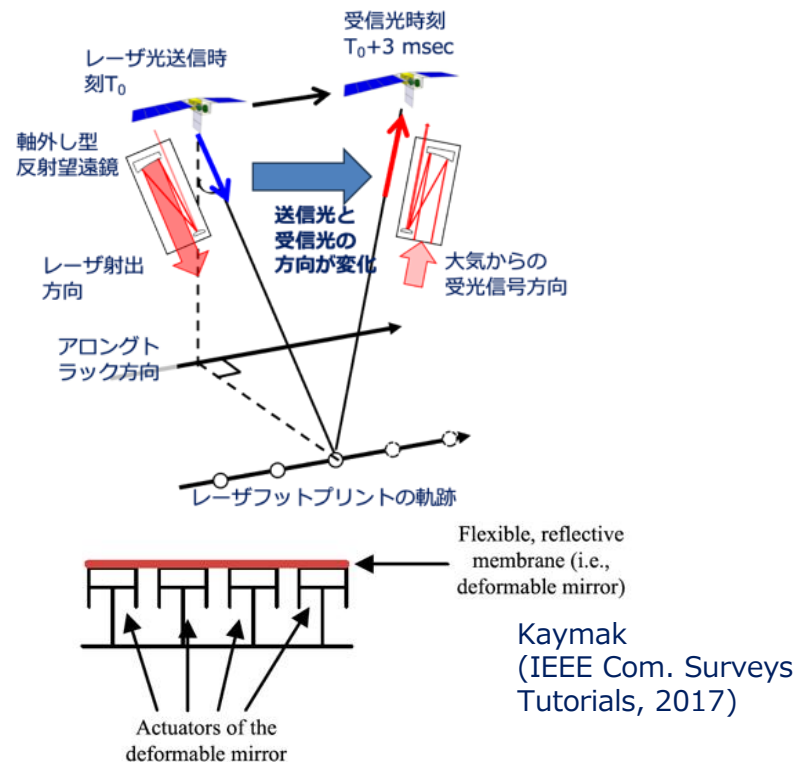 レーザ光送信時
刻T₀
受信光時刻
T₀+3 msec
軸外し型
反射望遠鏡
送信光と
受信光の
方向が変化
レーザ射出
方向
大気からの
受光信号方向
アロングト
ラック方向
レーザフットプリントの軌跡
Flexible, reflective
membrane (i.e.,
deformable mirror)
Kaymak
(IEEE Com. Surveys
Tutorials, 2017)
Actuators of the
deformable mirror